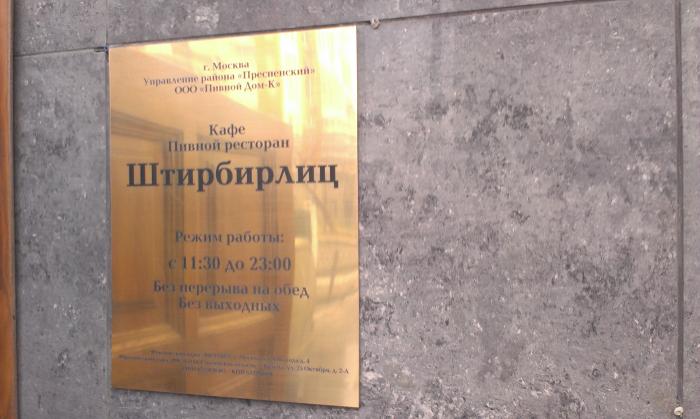 г. Москва
Управление района «Пресненский»
ООО «Пивной Дом-К»
Кафе
Пивной ресторан
Штирбирлиц
Режим работы:
с 11:30 до 23:00
Без перерыва на обед
Без выходных